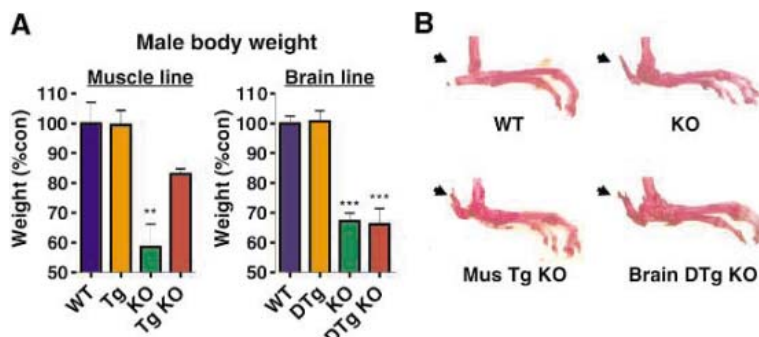 A
Male body weight
Muscle line
Weight (%con)
110
100
90
80
70
60
50
**
WT
Tg
KO
Tg KO
Brain line
Weight (%con)
110
100
90
80
70
60
50
***
***
WT
DTg
KO
DTg KO
B
WT
KO
Mus Tg KO
Brain DTg KO